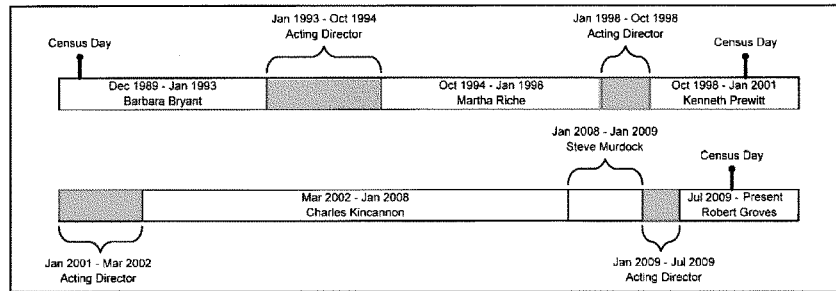 Jan 1993 - Oct 1994
Acting Director
Jan 1998 - Oct 1998
Acting Director
Census Day
Census Day
Dec 1989 - Jan 1993
Barbara Bryant
Oct 1994 - Jan 1998
Martha Riche
Oct 1998 - Jan 2001
Kenneth Prewitt
Jan 2008 - Jan 2009
Steve Murdock
Census Day
Mar 2002 - Jan 2008
Charles Kincannon
Jul 2009 - Present
Robert Groves
Jan 2001 - Mar 2002
Acting Director
Jan 2009 - Jul 2009
Acting Director